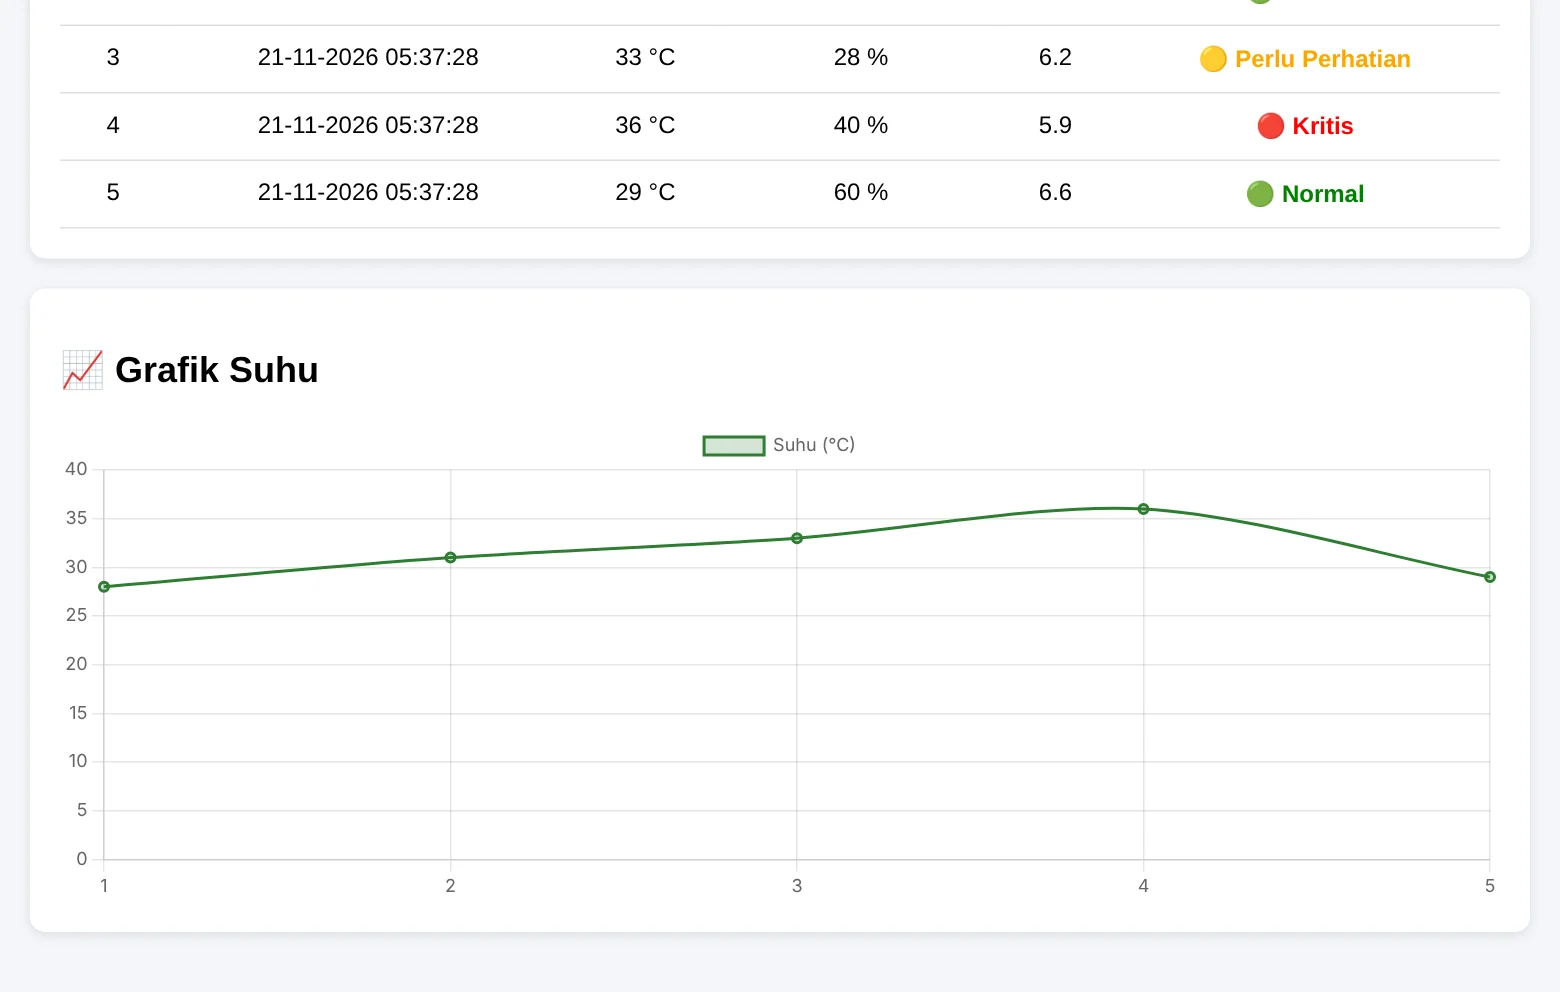 3 21-11-2026 05:37:28 33 °C 28 % 6.2 🟡 Perlu Perhatian
4 21-11-2026 05:37:28 36 °C 40 % 5.9 🔴 Kritis
5 21-11-2026 05:37:28 29 °C 60 % 6.6 🟢 Normal
📈 Grafik Suhu
Suhu (°C)
40
35
30
25
20
15
10
5
0
1 2 3 4 5